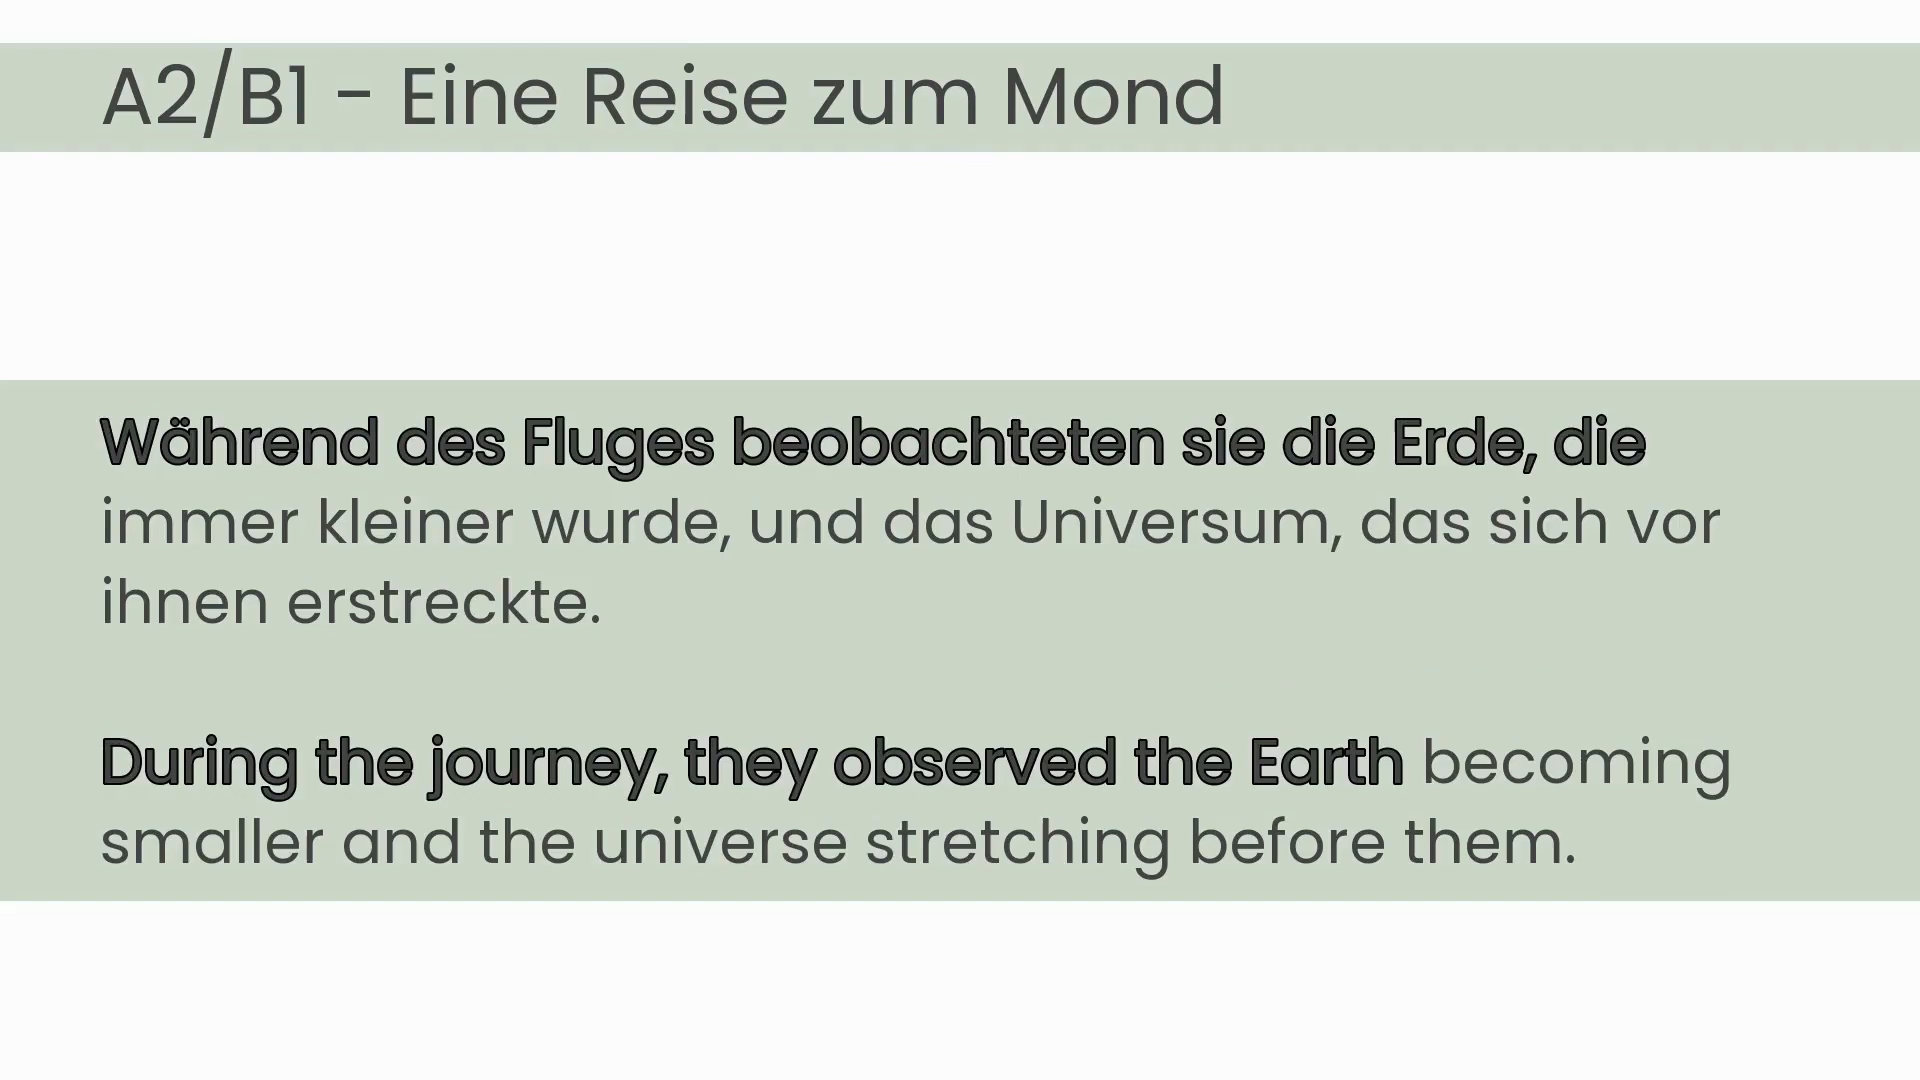 A2/B1 - Eine Reise zum Mond
Während des Fluges beobachteten sie die Erde, die
immer kleiner wurde, und das Universum, das sich vor
ihnen erstreckte.
During the journey, they observed the Earth becoming
smaller and the universe stretching before them.